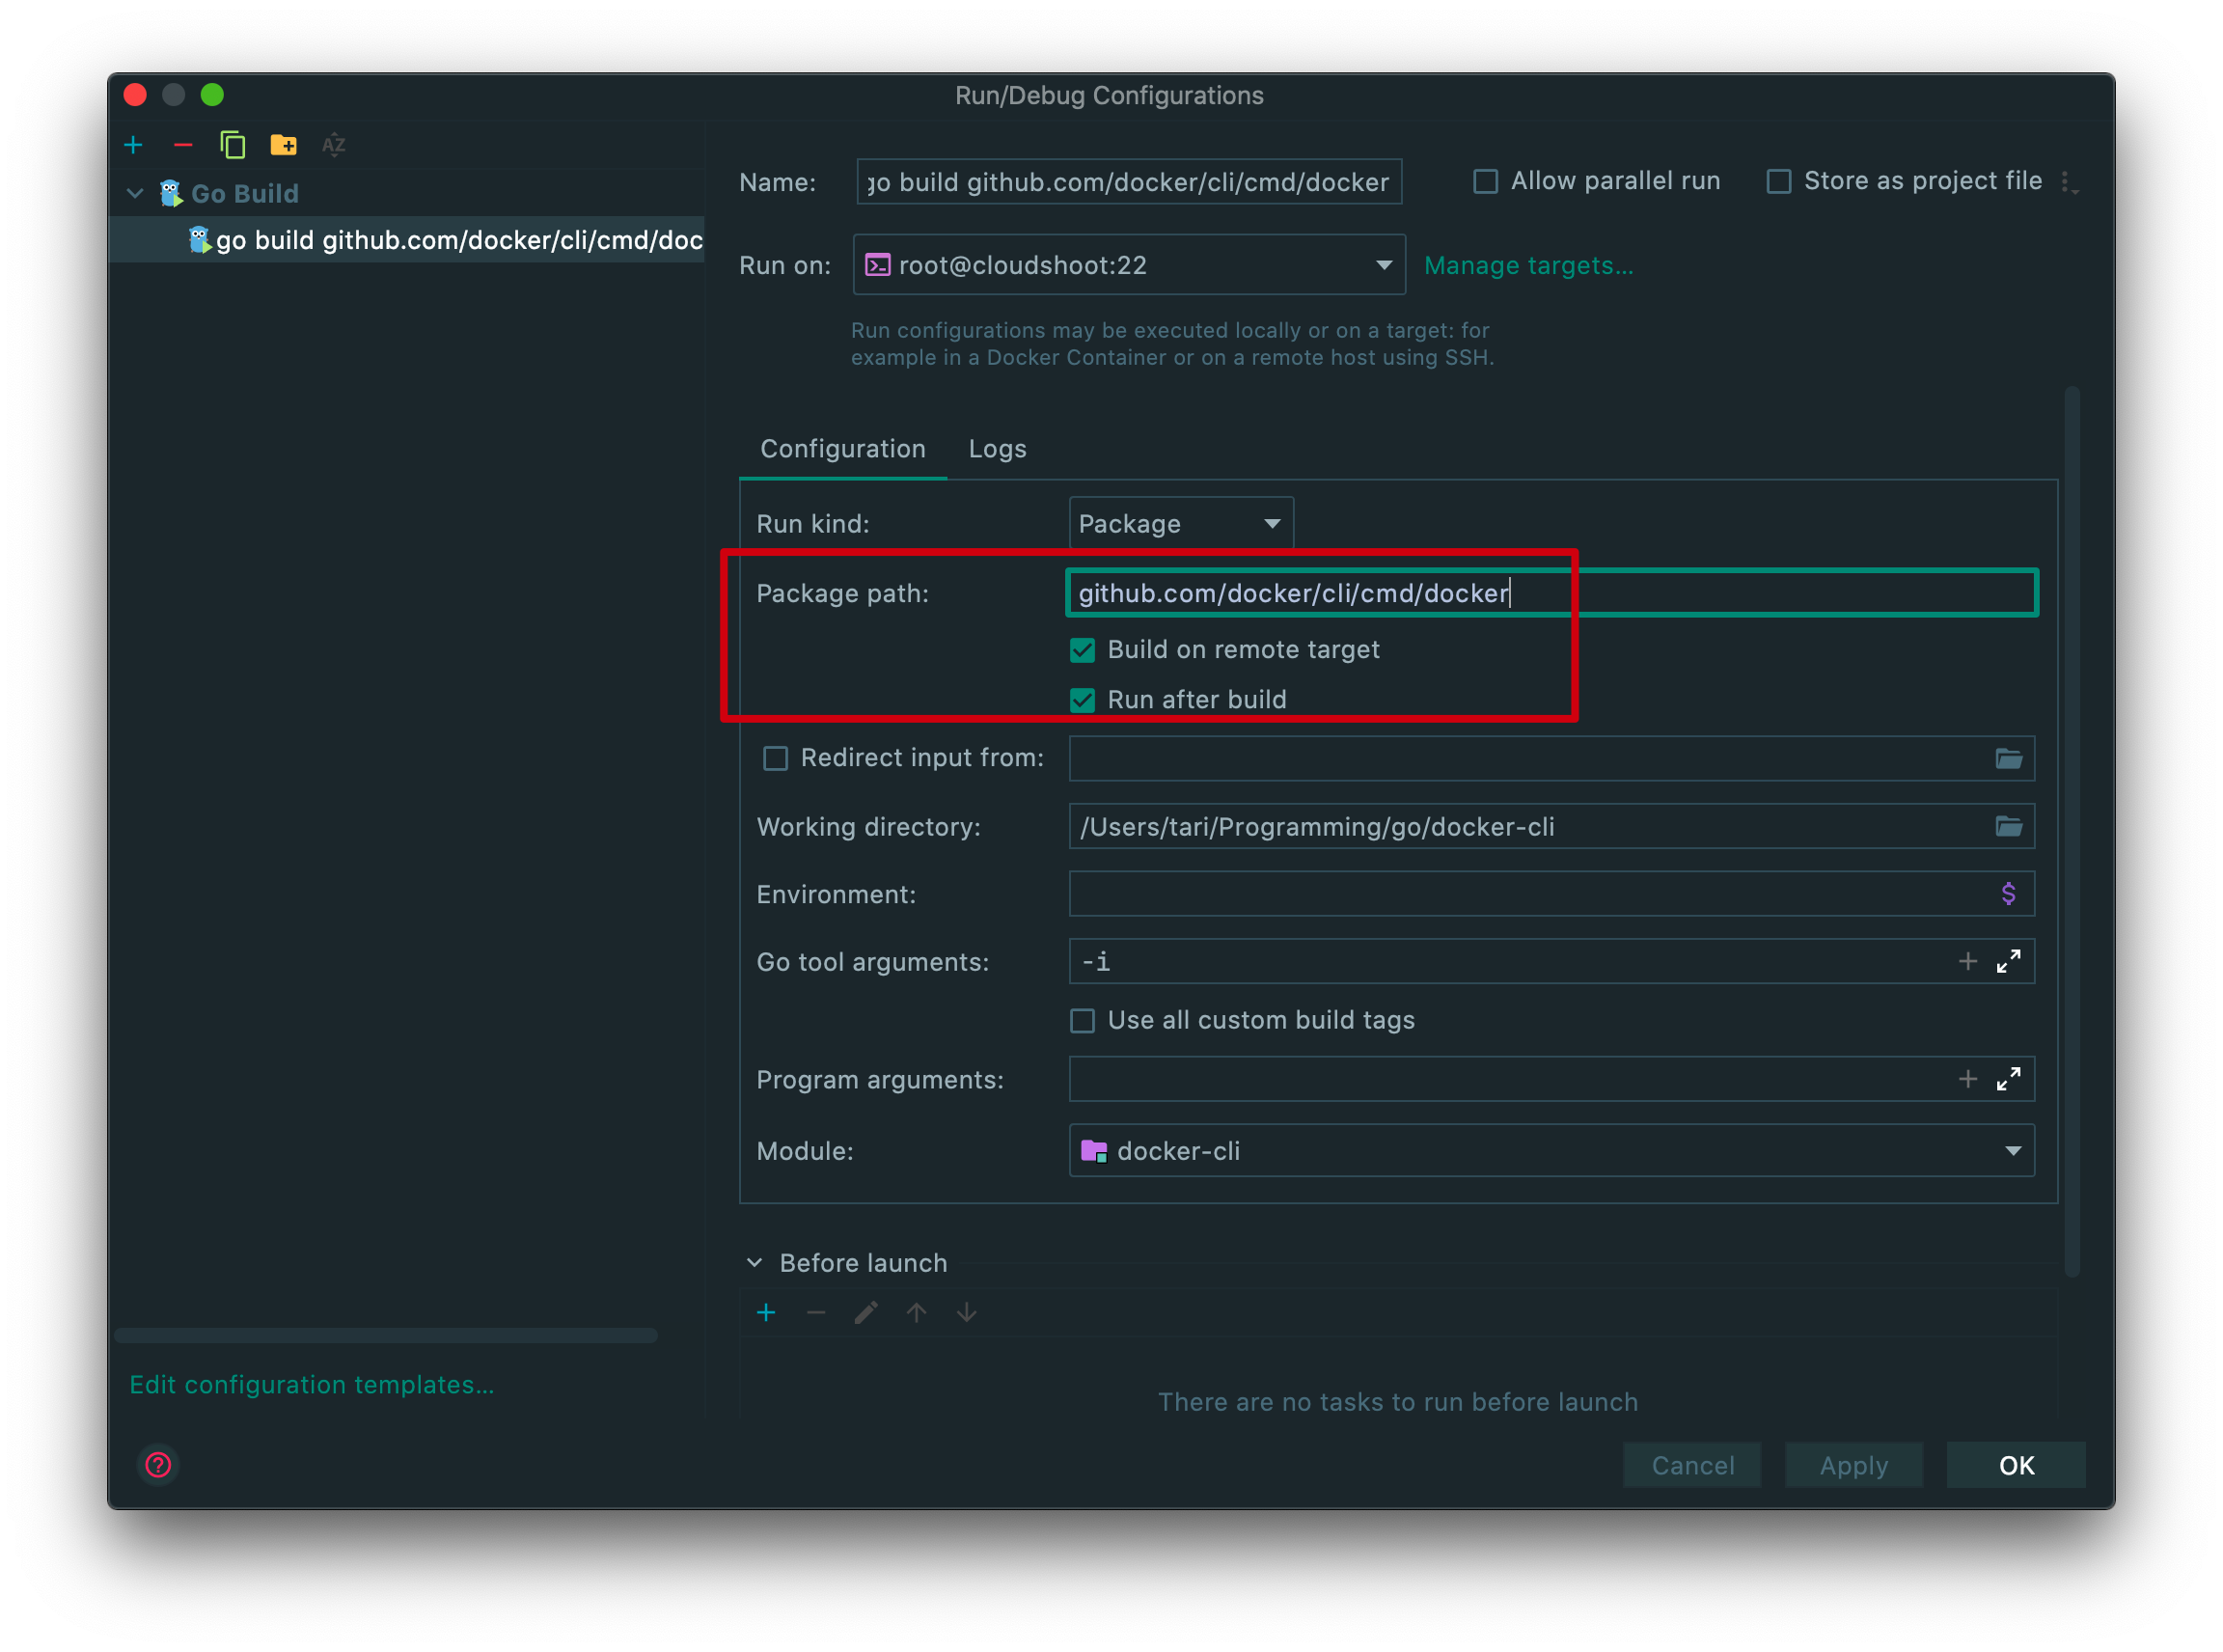 Run/Debug Configurations
Go Build
go build github.com/docker/cli/cmd/doc
Edit configuration templates...
Name: go build github.com/docker/cli/cmd/docker Allow parallel run Store as project file
Run on: root@cloudshoot:22 Manage targets...
Run configurations may be executed locally or on a target: for
example in a Docker Container or on a remote host using SSH.
Configuration Logs
Run kind: Package
Package path: github.com/docker/cli/cmd/docker
Build on remote target
Run after build
Redirect input from:
Working directory: /Users/tari/Programming/go/docker-cli
Environment: $
Go tool arguments: -i
Use all custom build tags
Program arguments:
Module: docker-cli
Before launch
There are no tasks to run before launch
? Cancel Apply OK